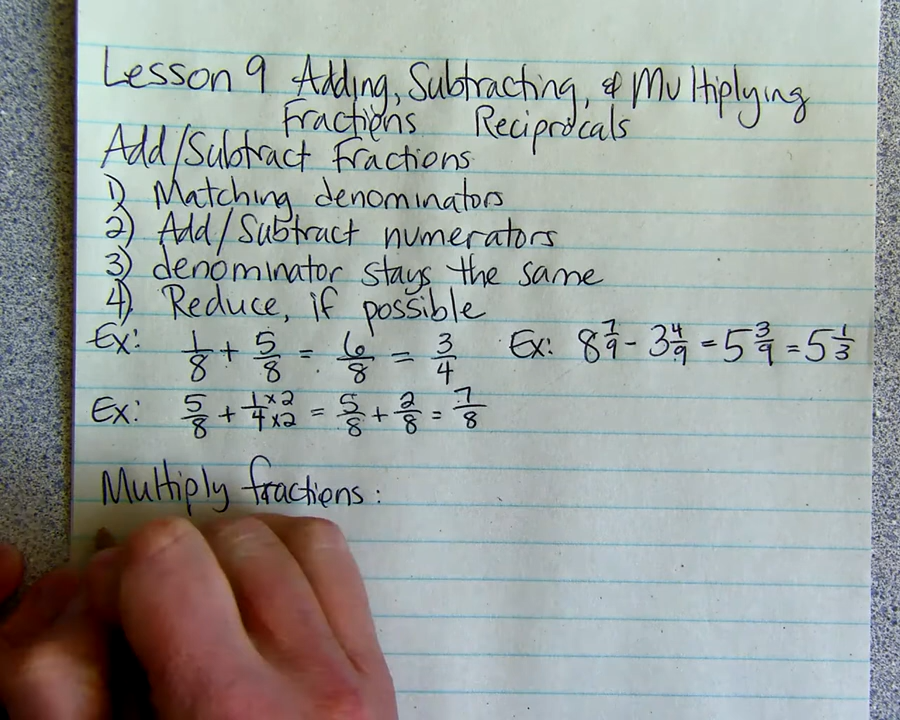 Lesson 9 Adding, Subtracting, & Multiplying
Fractions Reciprocals
Add/Subtract Fractions
1) Matching denominators
2) Add/Subtract numerators
3) denominator stays the same
4) Reduce, if possible
Ex: 1/8 + 5/8 = 6/8 = 3/4 Ex: 8 7/9 - 3 4/9 = 5 3/9 = 5 1/3
Ex: 5/8 + 1/4 ×2 ×2 = 5/8 + 2/8 = 7/8
Multiply fractions: